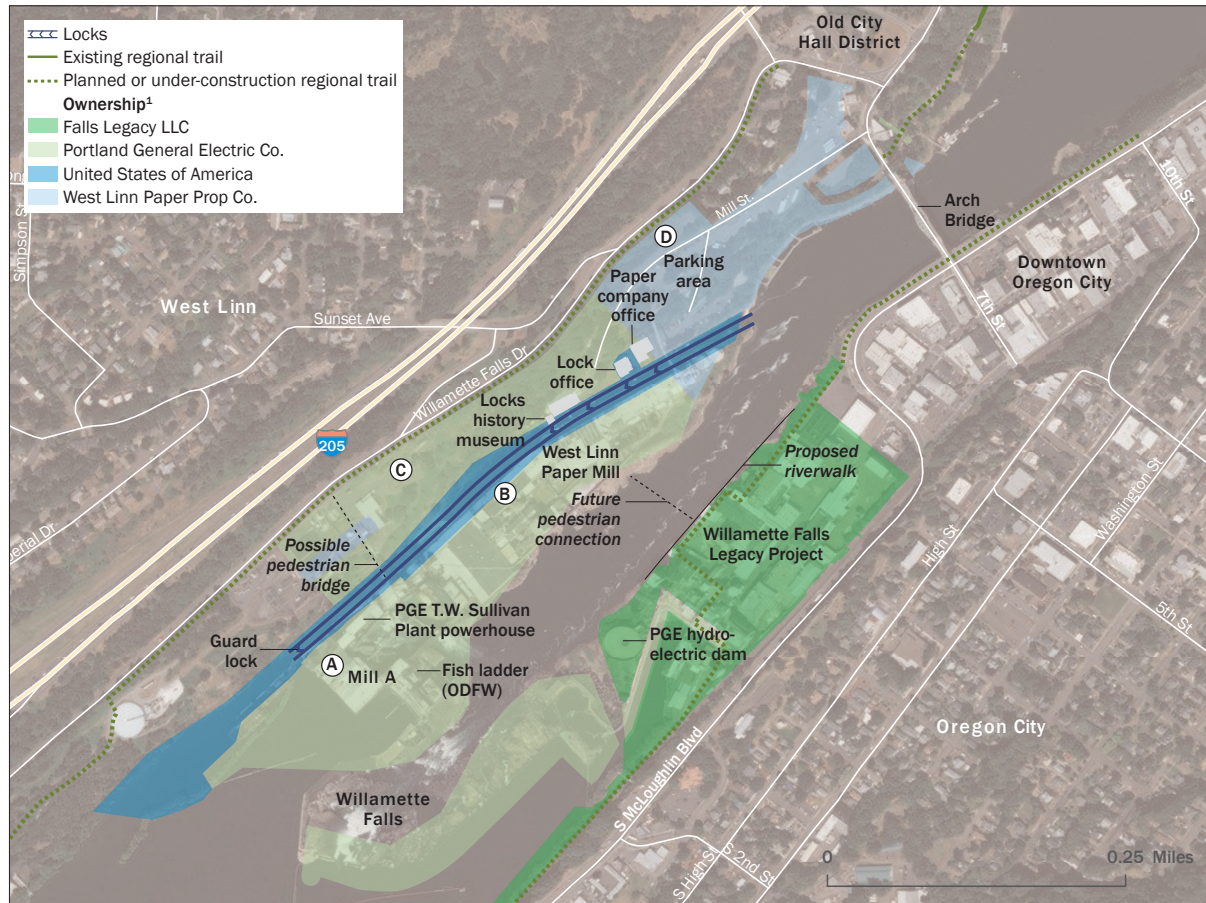 Locks
Existing regional trail
Planned or under-construction regional trail
Ownership¹
Falls Legacy LLC
Portland General Electric Co.
United States of America
West Linn Paper Prop Co.
Old City
Hall District
10th St
Arch
Bridge
Mill St.
D
Parking
area
Paper
company
office
Downtown
Oregon City
7th St
Simpson St
West Linn
Sunset Ave
Willamette Falls Dr
Lock
office
Locks
history
museum
205
C
West Linn
Paper Mill
B
Proposed
riverwalk
Future
pedestrian
connection
Willamette Falls
Legacy Project
Washington St
High St
5th St
Possible
pedestrian
bridge
PGE T.W. Sullivan
Plant powerhouse
Guard
lock
A
Mill A
Fish ladder
(ODFW)
PGE hydro-
electric dam
Oregon City
S McLoughlin Blvd
Willamette
Falls
S High St
S 2nd St
0
0.25 Miles